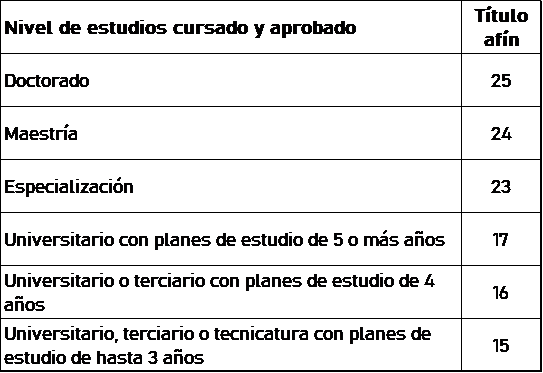 Nivel de estudios cursado y aprobado
Título
afín
Doctorado
25
Maestría
24
Especialización
23
Universitario con planes de estudio de 5 o más años
17
Universitario o terciario con planes de estudio de 4
años
16
Universitario, terciario o tecnicatura con planes de
estudio de hasta 3 años
15